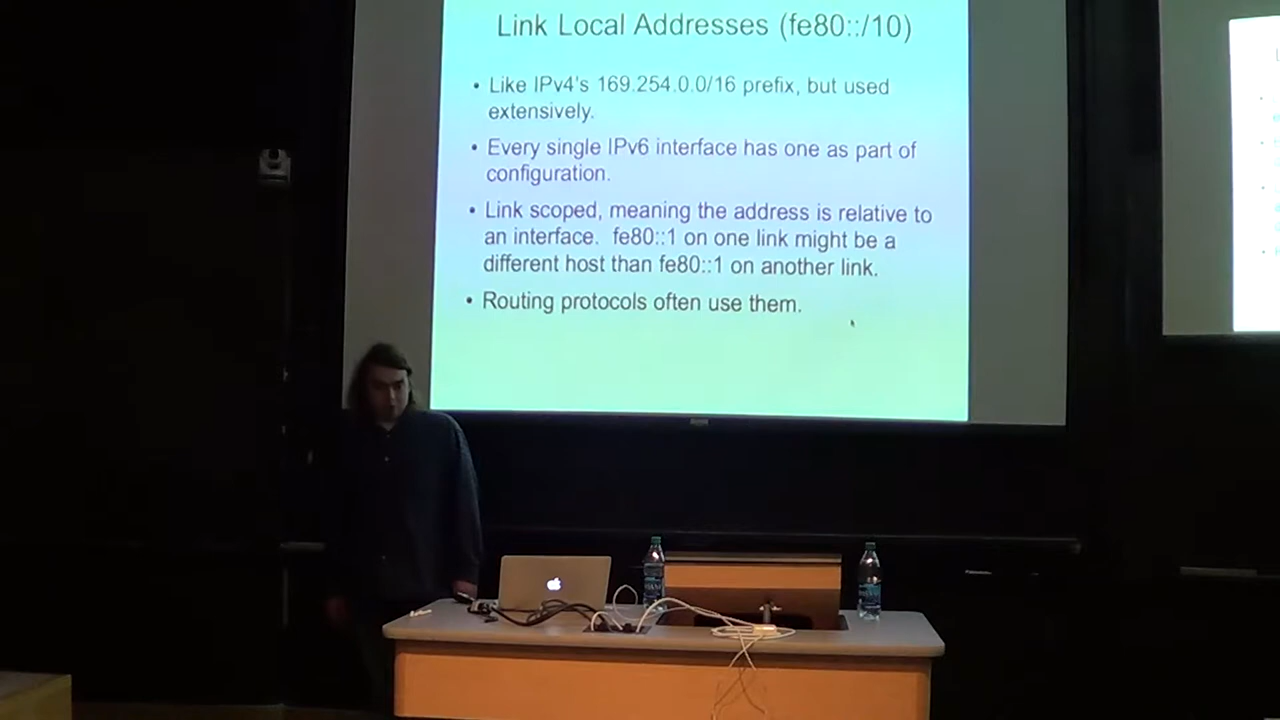 Link Local Addresses (fe80::/10)
• Like IPv4's 169.254.0.0/16 prefix, but used
extensively.
• Every single IPv6 interface has one as part of
configuration.
• Link scoped, meaning the address is relative to
an interface.  fe80::1 on one link might be a
different host than fe80::1 on another link.
• Routing protocols often use them.